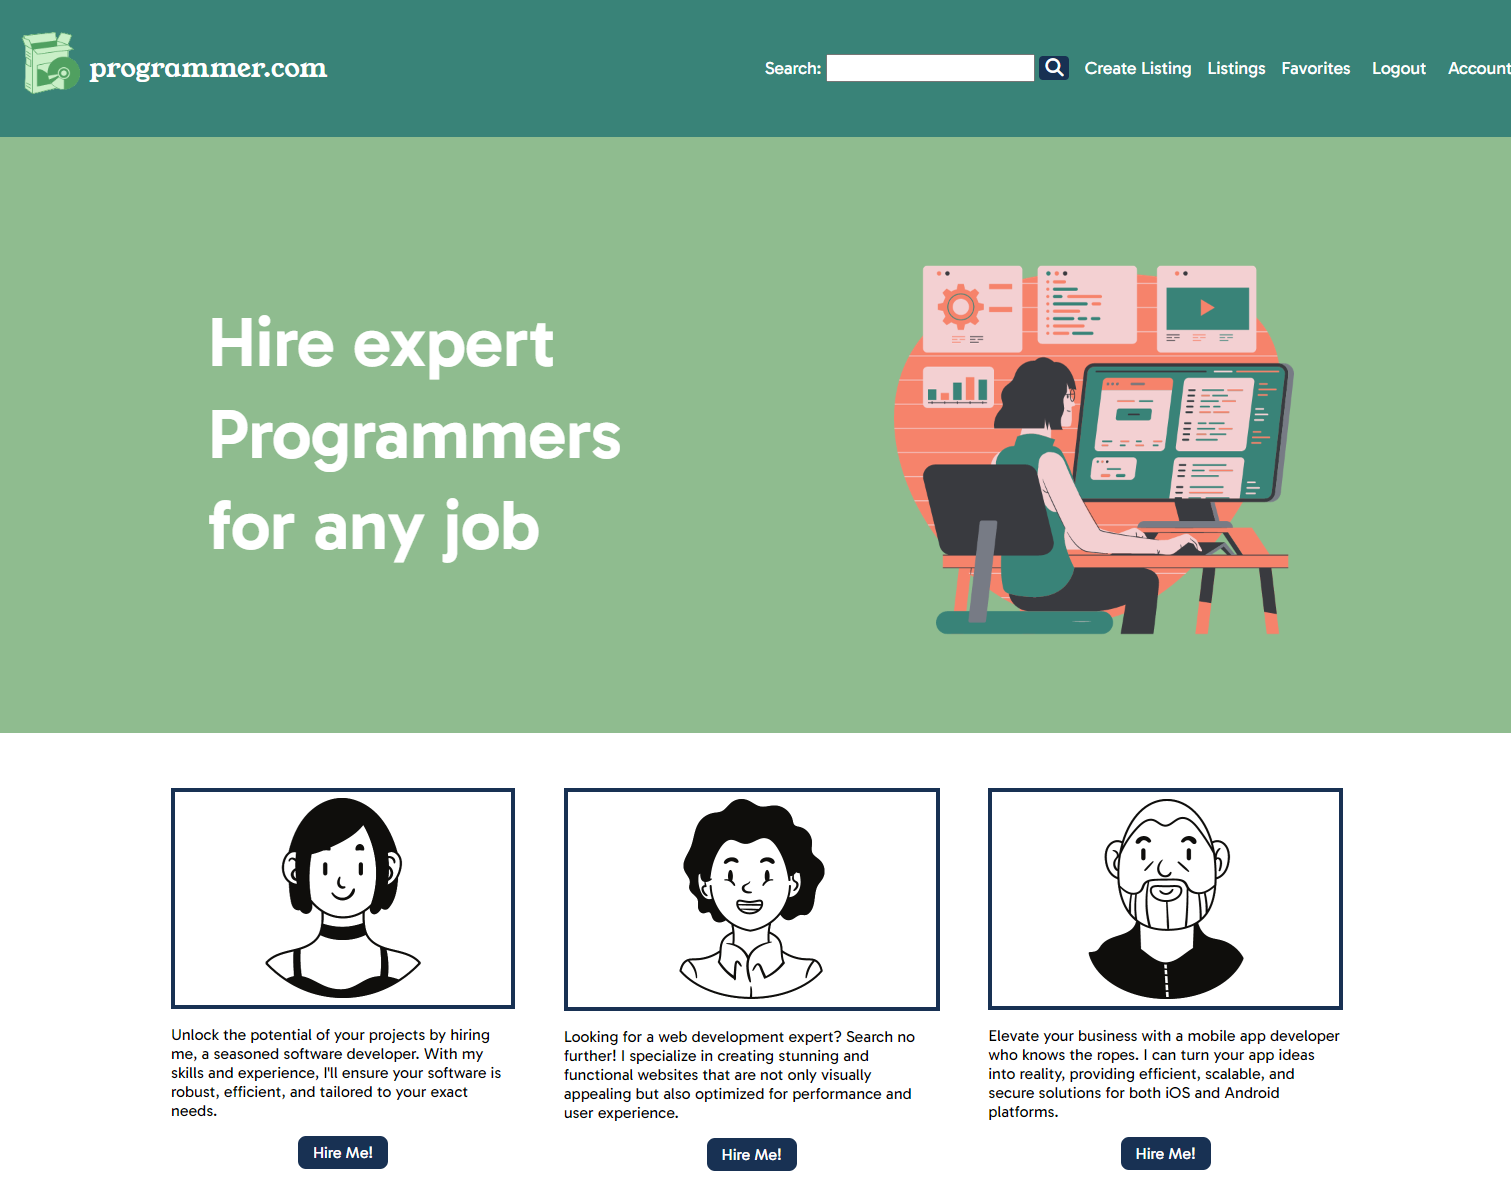 programmer.com
Search:
Create Listing
Listings
Favorites
Logout
Account
Hire expert
Programmers
for any job
Unlock the potential of your projects by hiring
me, a seasoned software developer. With my
skills and experience, I'll ensure your software is
robust, efficient, and tailored to your exact
needs.
Hire Me!
Looking for a web development expert? Search no
further! I specialize in creating stunning and
functional websites that are not only visually
appealing but also optimized for performance and
user experience.
Hire Me!
Elevate your business with a mobile app developer
who knows the ropes. I can turn your app ideas
into reality, providing efficient, scalable, and
secure solutions for both iOS and Android
platforms.
Hire Me!